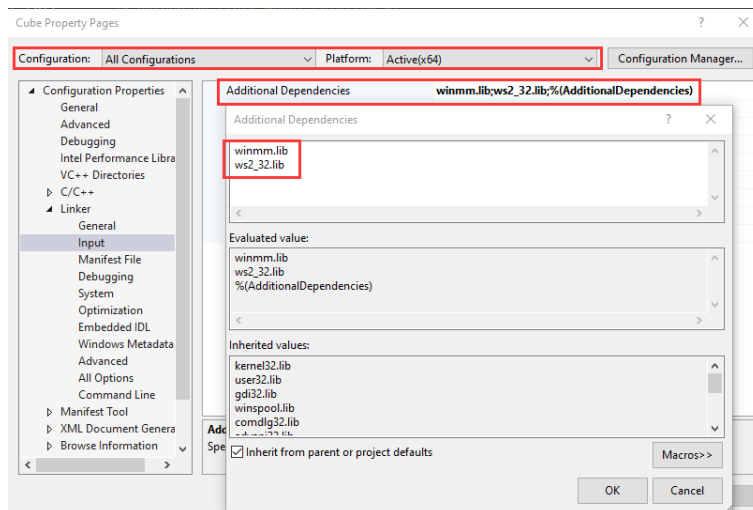 Cube Property Pages ? ×
Configuration: All Configurations Platform: Active(x64) Configuration Manager...
Configuration Properties
General
Advanced
Debugging
Intel Performance Libra
VC++ Directories
C/C++
Linker
General
Input
Manifest File
Debugging
System
Optimization
Embedded IDL
Windows Metadata
Advanced
All Options
Command Line
Manifest Tool
XML Document Genera
Browse Information
Additional Dependencies winmm.lib;ws2_32.lib;%(AdditionalDependencies)
Additional Dependencies ? ×
winmm.lib
ws2_32.lib
Evaluated value:
winmm.lib
ws2_32.lib
%(AdditionalDependencies)
Inherited values:
kernel32.lib
user32.lib
gdi32.lib
winspool.lib
comdlg32.lib
Add
Spe
Inherit from parent or project defaults
Macros>>
OK Cancel